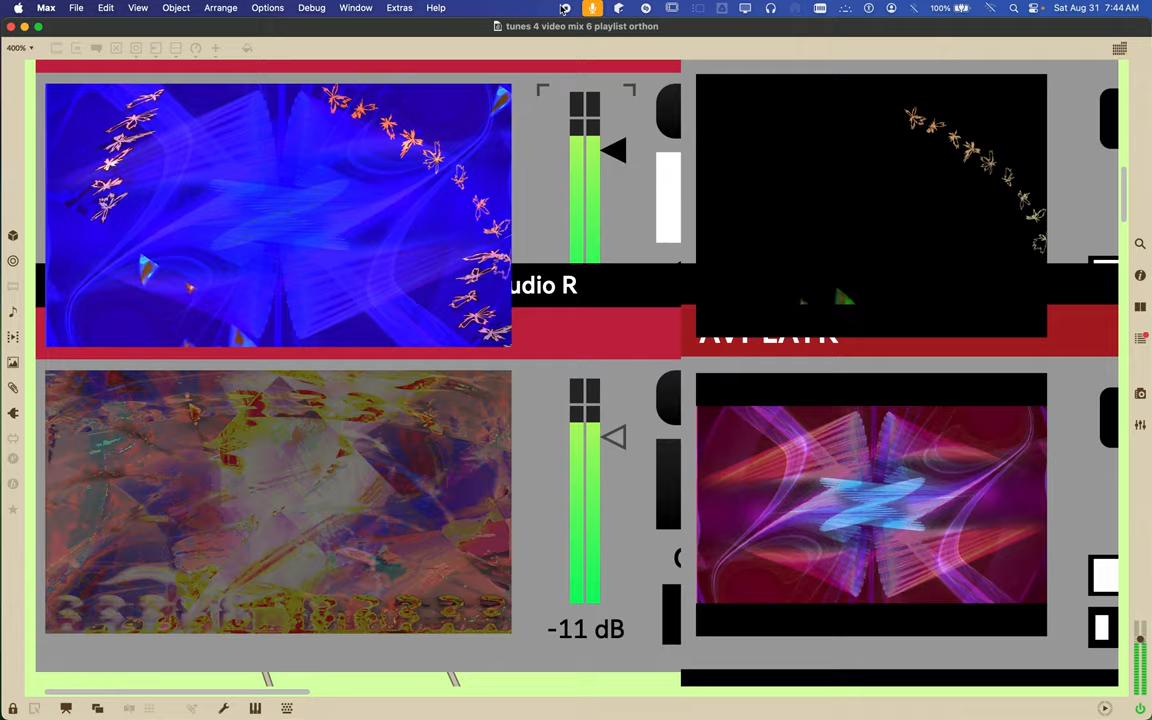 Max File Edit View Object Arrange Options Debug Window Extras Help 100% Sat Aug 31 7:44 AM
tunes 4 video mix 6 playlist orthon
400%
udio R
-11 dB